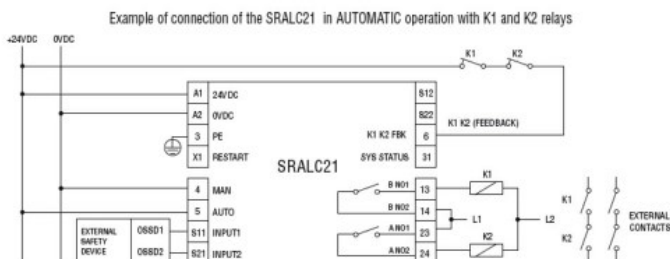 Example of connection of the SRALC21 in AUTOMATIC operation with K1 and K2 relays
+24VDC 0VDC
K1 K2
A1 24VDC S12
A2 0VDC S22
K1 K2 (FEEDBACK)
3 PE K1 K2 FBK 6
X1 RESTART SYS STATUS 31
SRALC21
K1
4 MAN B NO1 13
K1
5 AUTO B NO2 14
L1 L2
EXTERNAL CONTACTS
EXTERNAL SAFETY DEVICE
OSSD1 S11 INPUT1 A NO1 23
K2
K2
OSSD2 S21 INPUT2 A NO2 24